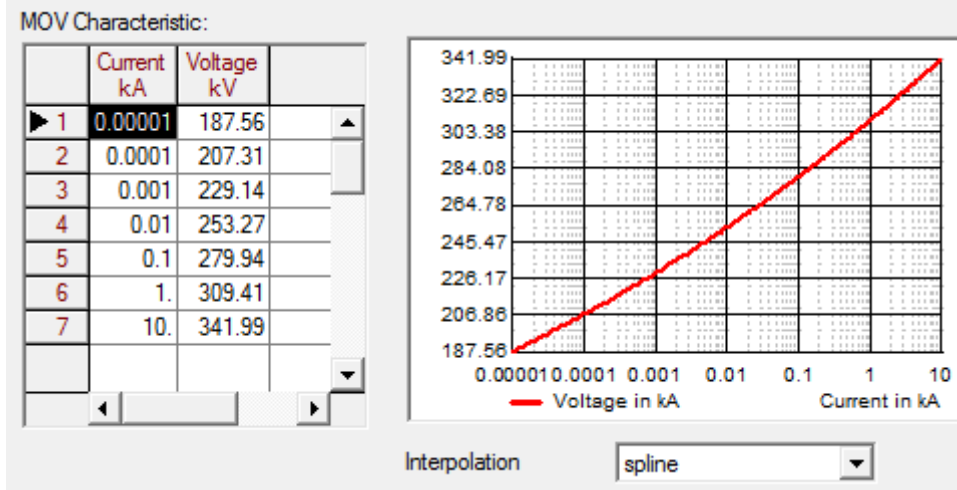 MOV Characteristic:
Current kA Voltage kV
1 0.00001 187.56
2 0.0001 207.31
3 0.001 229.14
4 0.01 253.27
5 0.1 279.94
6 1. 309.41
7 10. 341.99
341.99
322.69
303.38
284.08
264.78
245.47
226.17
206.86
187.56
0.00001 0.0001 0.001 0.01 0.1 1 10
Voltage in kA Current in kA
Interpolation spline